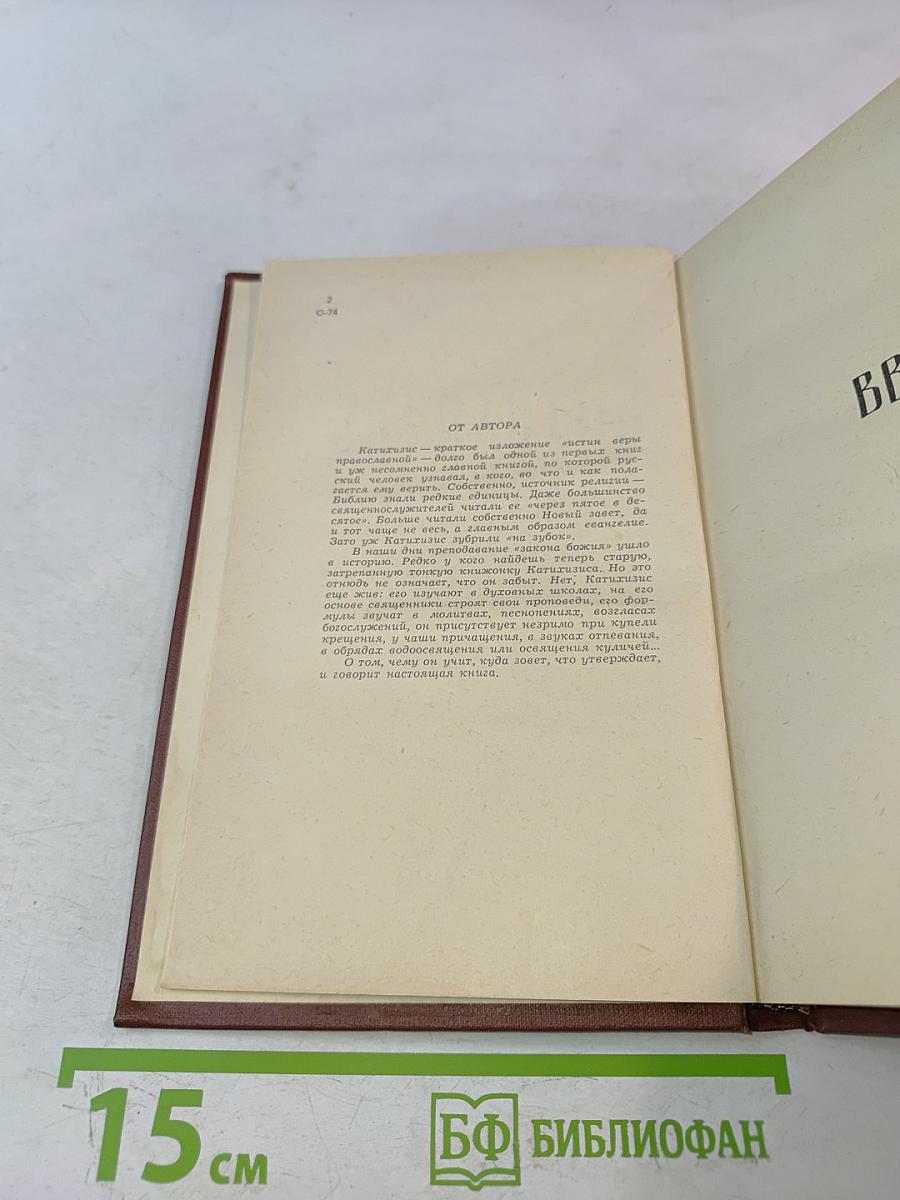 2
О-74
ОТ АВТОРА
Катихизис — краткое изложение «истин веры
православной» — долго был одной из первых книг
и уж несомненно главной книгой, по которой рус-
ский человек узнавал, в кого, во что и как пола-
гается ему верить. Собственно, источник религии —
Библию знали редкие единицы. Даже большинство
священнослужителей читали ее «через пятое в де-
сятое». Больше читали собственно Новый завет, да
и тот чаще не весь, а главным образом евангелие.
Зато уж Катихизис зубрили «на зубок».
В наши дни преподавание «закона божия» ушло
в историю. Редко у кого найдешь теперь старую,
затрепанную тонкую книжонку Катихизиса. Но это
отнюдь не означает, что он забыт. Нет, Катихизис
еще жив: его изучают в духовных школах, на его
основе священники строят свои проповеди, его фор-
мулы звучат в молитвах, песнопениях, возгласах
богослужений, он присутствует незримо при купели
крещения, у чаши причащения, в звуках отпевания,
в обрядах водоосвящения или освящения куличей...
О том, чему он учит, куда зовет, что утверждает,
и говорит настоящая книга.
ВВ
15 см
БФ БИБЛИОФАН